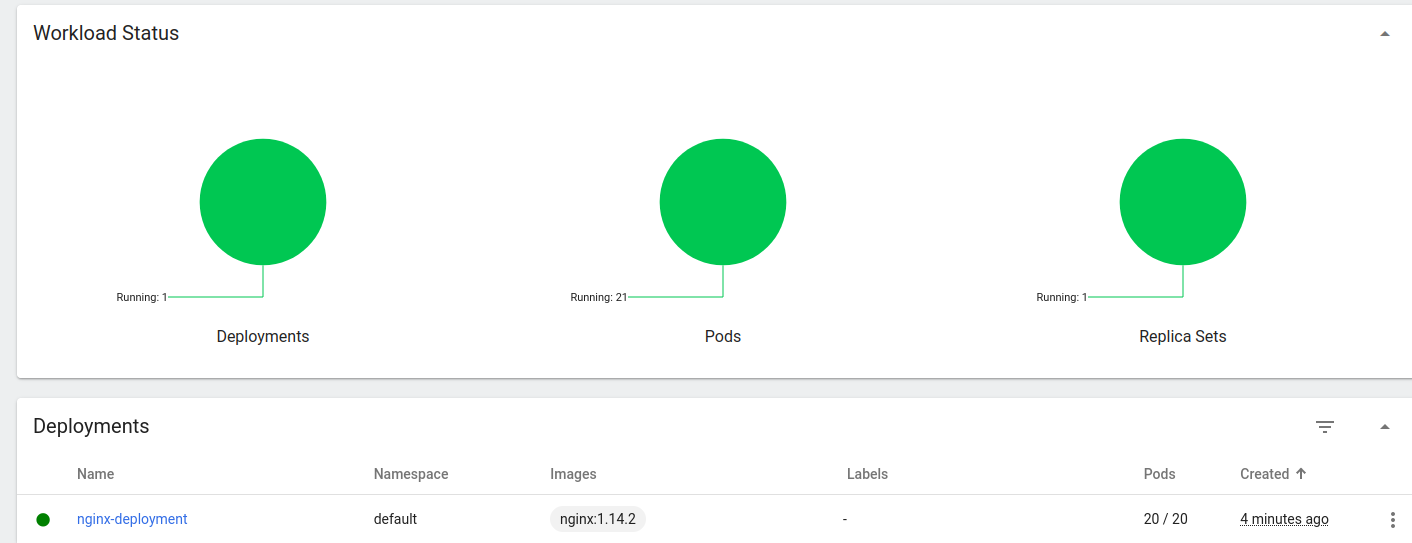 Workload Status
Running: 1
Running: 21
Running: 1
Deployments
Pods
Replica Sets
Deployments
Name Namespace Images Labels Pods Created
nginx-deployment default nginx:1.14.2 - 20 / 20 4 minutes ago